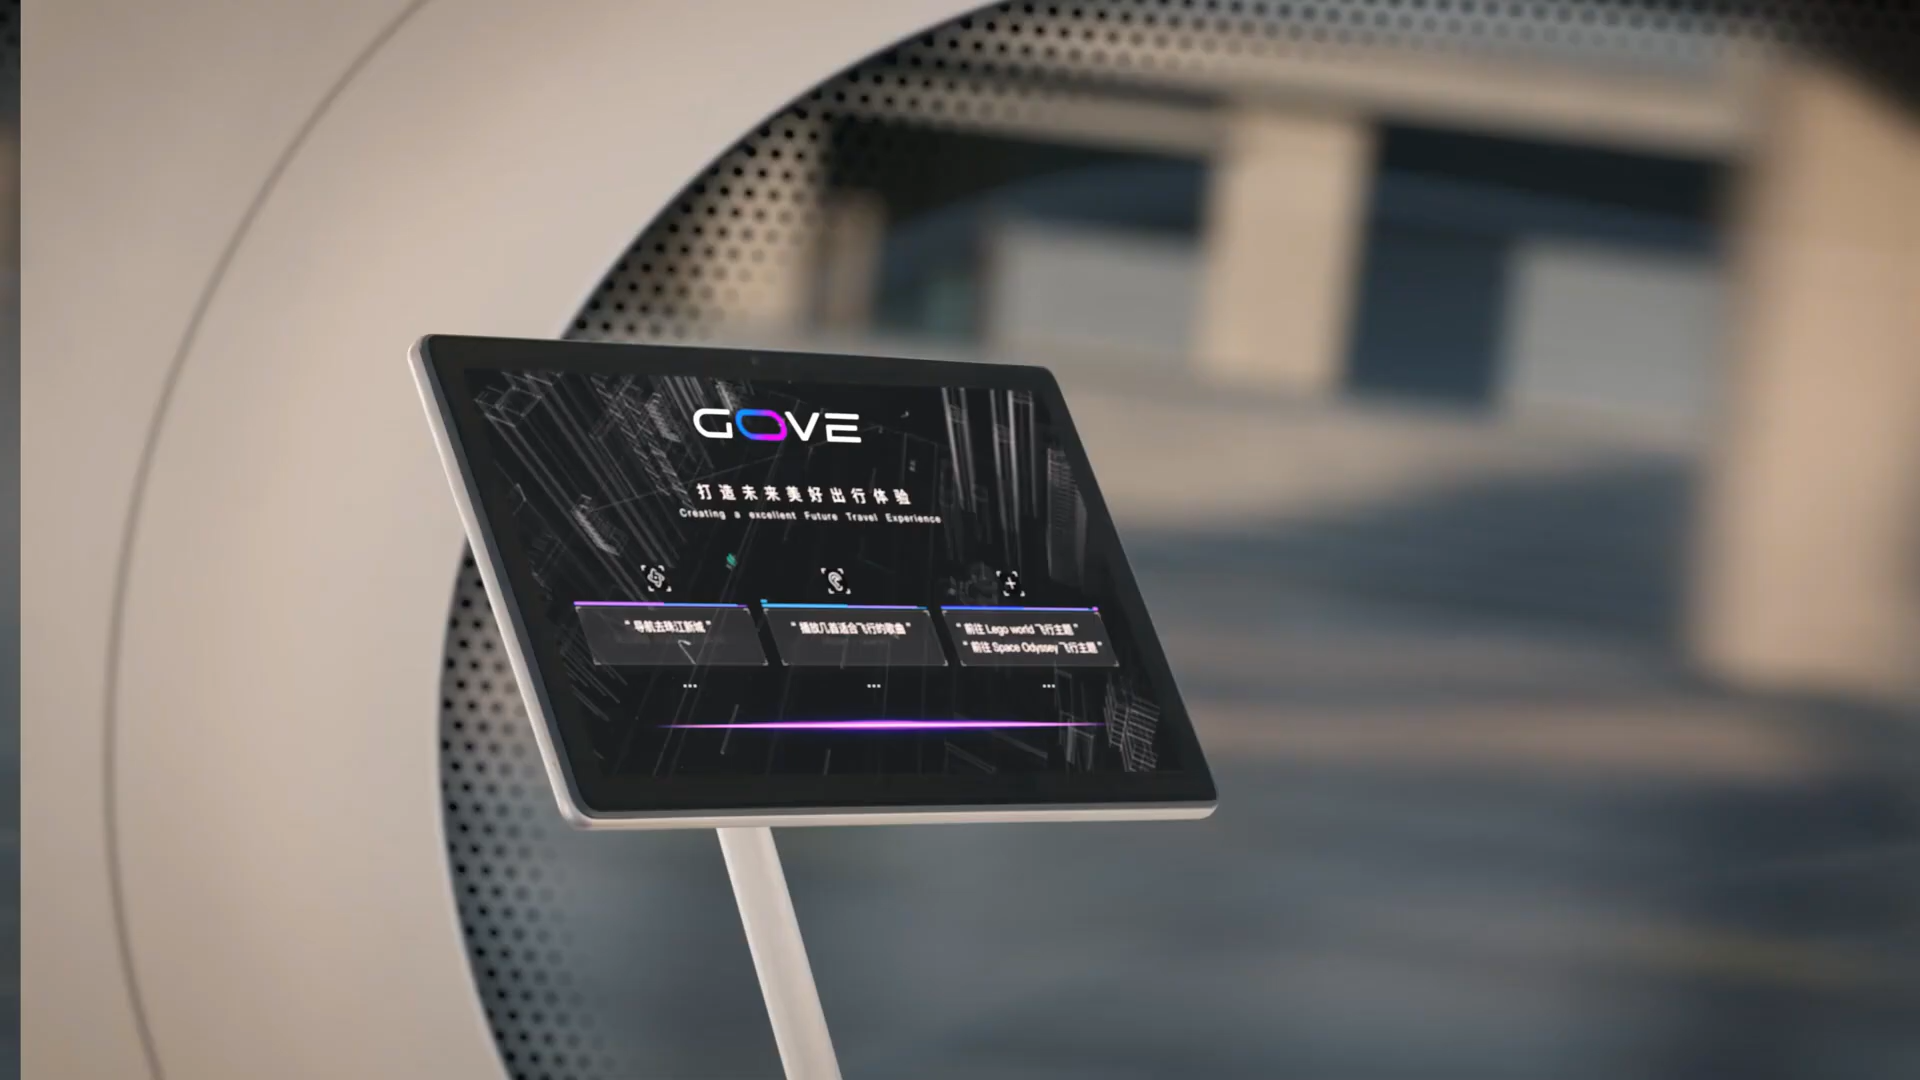 GOVE
打造未来美好出行体验
Creating a excellent Future Travel Experience
“导航去珠江新城”
“播放几首适合飞行的歌曲”
“前往 Lego world 飞行主题”
“前往 Space Odyssey 飞行主题”
...
...
...